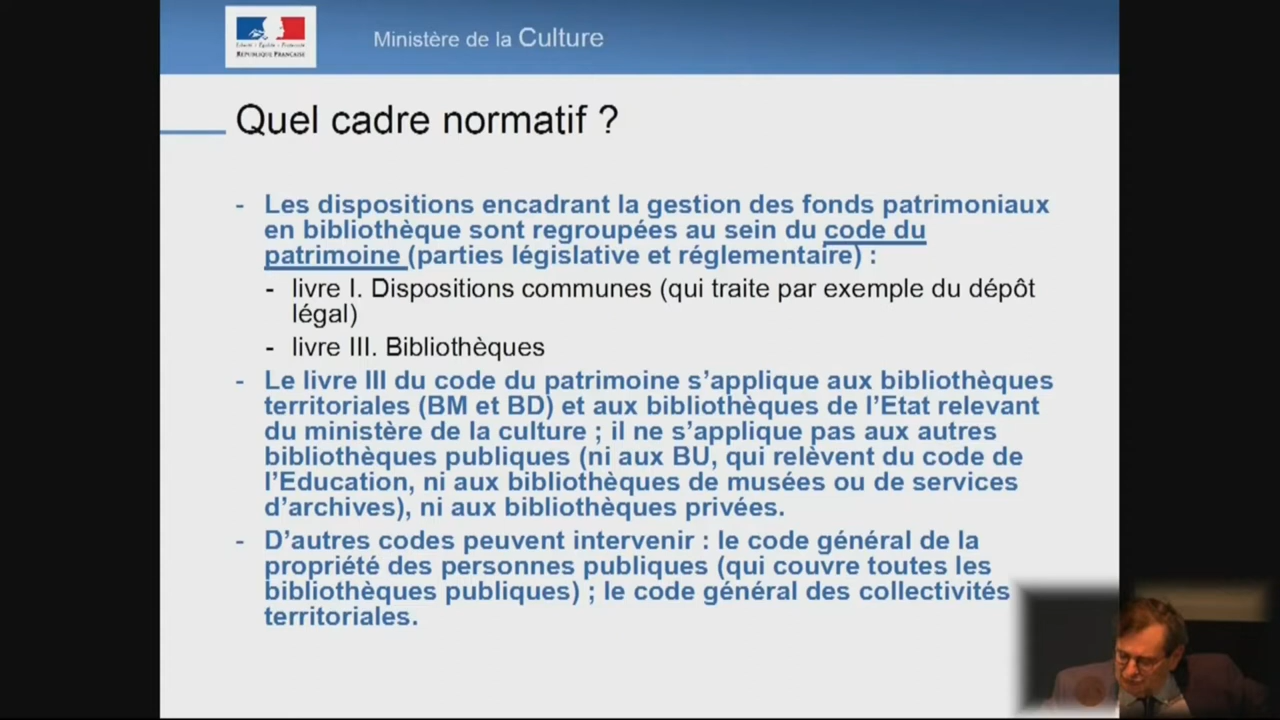 Ministère de la Culture
Liberté • Égalité • Fraternité
RÉPUBLIQUE FRANÇAISE
Quel cadre normatif ?
- Les dispositions encadrant la gestion des fonds patrimoniaux
en bibliothèque sont regroupées au sein du code du
patrimoine (parties législative et réglementaire) :
- livre I. Dispositions communes (qui traite par exemple du dépôt
légal)
- livre III. Bibliothèques
- Le livre III du code du patrimoine s’applique aux bibliothèques
territoriales (BM et BD) et aux bibliothèques de l’Etat relevant
du ministère de la culture ; il ne s’applique pas aux autres
bibliothèques publiques (ni aux BU, qui relèvent du code de
l’Education, ni aux bibliothèques de musées ou de services
d’archives), ni aux bibliothèques privées.
- D’autres codes peuvent intervenir : le code général de la
propriété des personnes publiques (qui couvre toutes les
bibliothèques publiques) ; le code général des collectivités
territoriales.